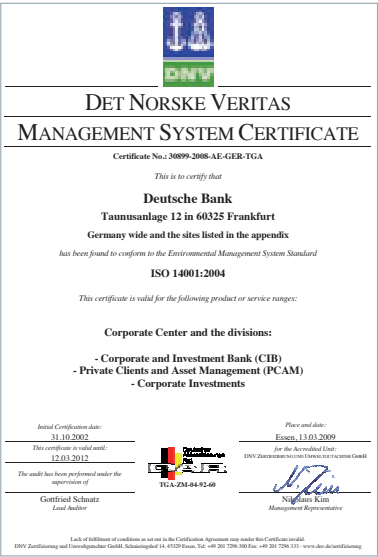 DNV
DET NORSKE VERITAS
MANAGEMENT SYSTEM CERTIFICATE
Certificate No.: 30899-2008-AE-GER-TGA
This is to certify that
Deutsche Bank
Taunusanlage 12 in 60325 Frankfurt
Germany wide and the sites listed in the appendix
has been found to conform to the Environmental Management System Standard
ISO 14001:2004
This certificate is valid for the following product or service ranges:
Corporate Center and the divisions:
- Corporate and Investment Bank (CIB)
- Private Clients and Asset Management (PCAM)
- Corporate Investments
Initial Certification date:
31.10.2002
This certificate is valid until:
12.03.2012
The audit has been performed under the
supervision of
Gottfried Schnatz
Lead Auditor
Deutscher
Akkreditierungs
Rat
TGA-ZM-04-92-60
Place and date:
Essen, 13.03.2009
for the Accredited Unit:
DNV ZERTIFIZIERUNG UND UMWELTGUTACHTER GMBH
Nikolaus Kim
Management Representative
Lack of fulfilment of conditions as set out in the Certification Agreement may render this Certificate invalid.
DNV Zertifizierung und Umweltgutachter GmbH, Schnieringshof 14, 45329 Essen, Tel: +49 201 7296 300 Fax: +49 201 7296 333 - www.dnv.de/zertifizierung